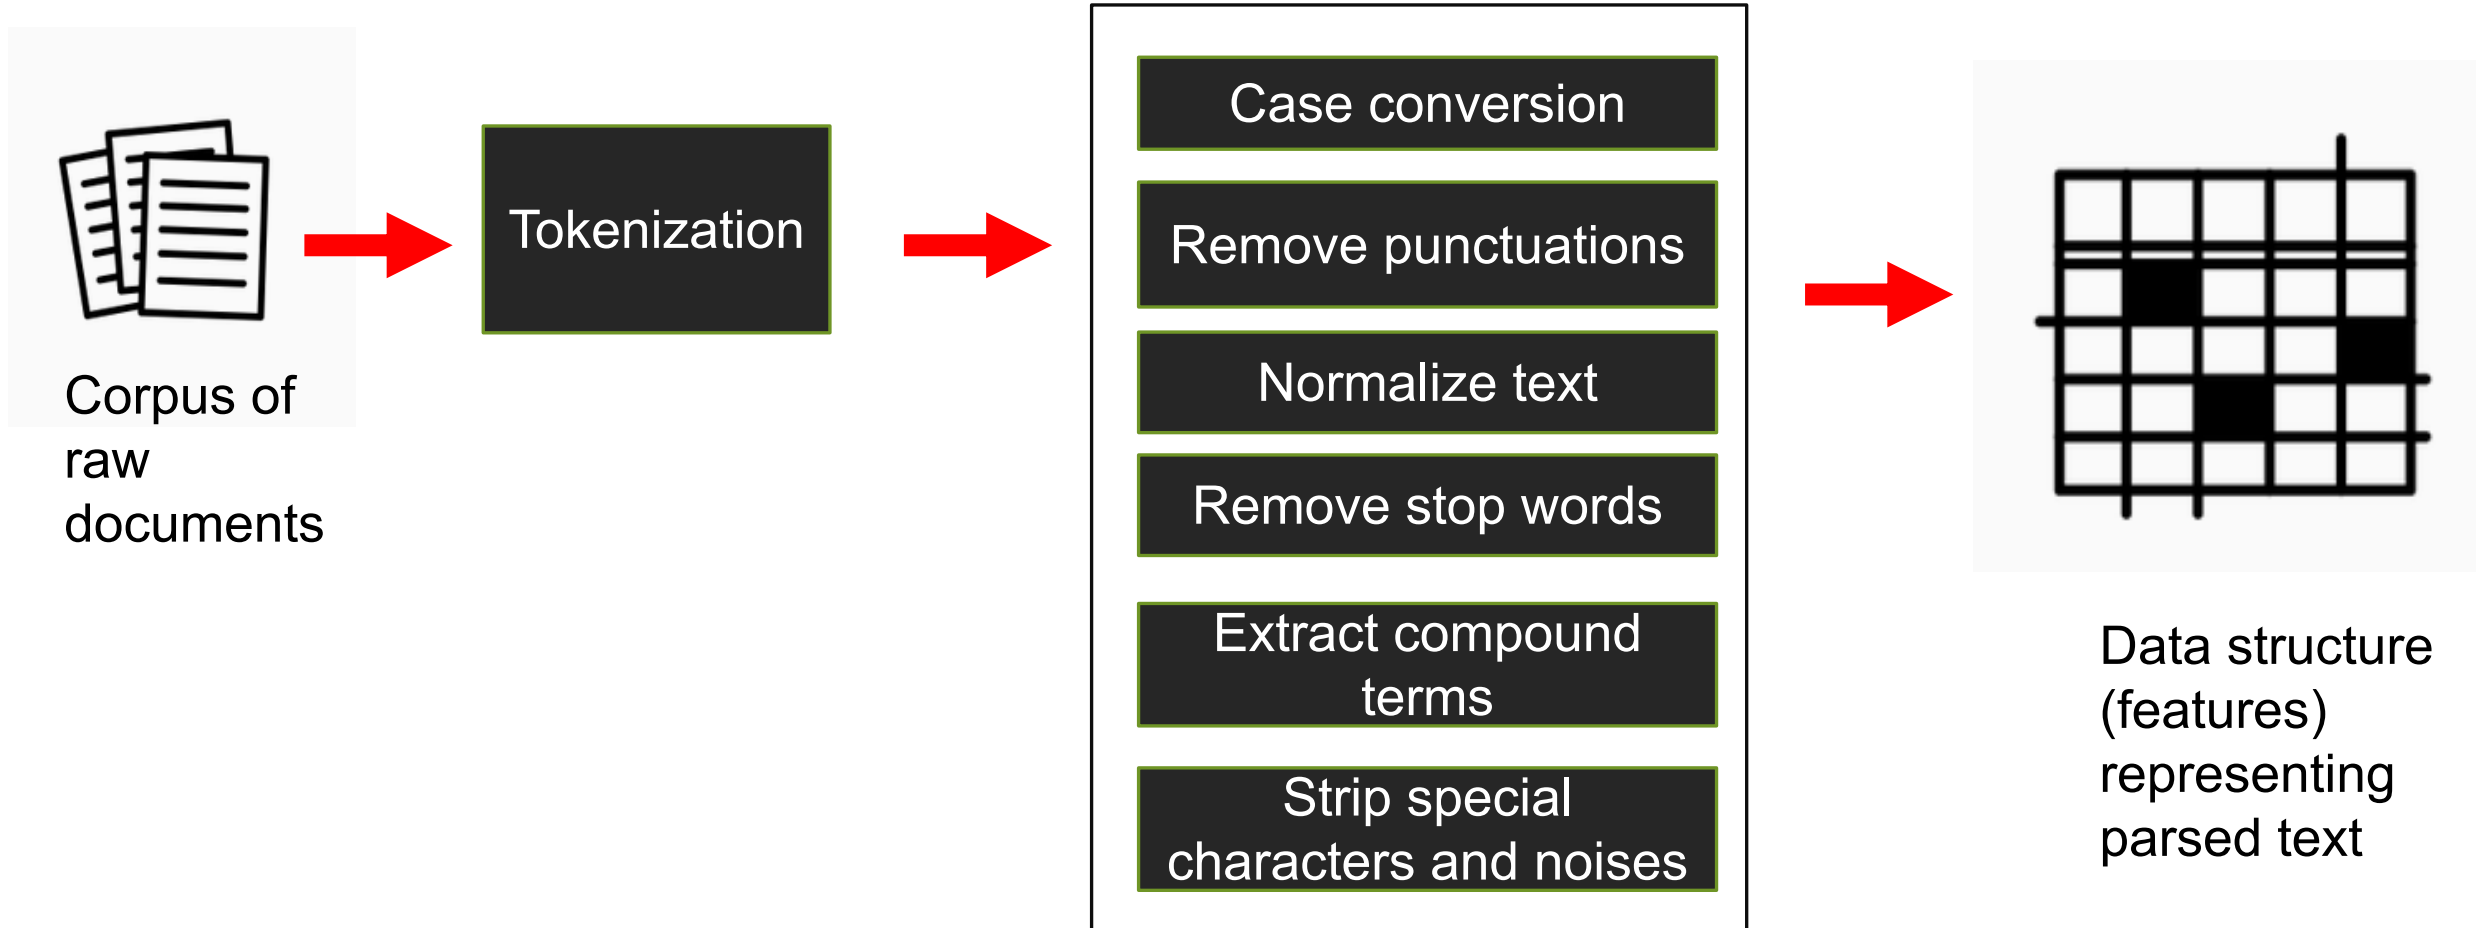 Corpus of
raw
documents
Tokenization
Case conversion
Remove punctuations
Normalize text
Remove stop words
Extract compound
terms
Strip special
characters and noises
Data structure
(features)
representing
parsed text